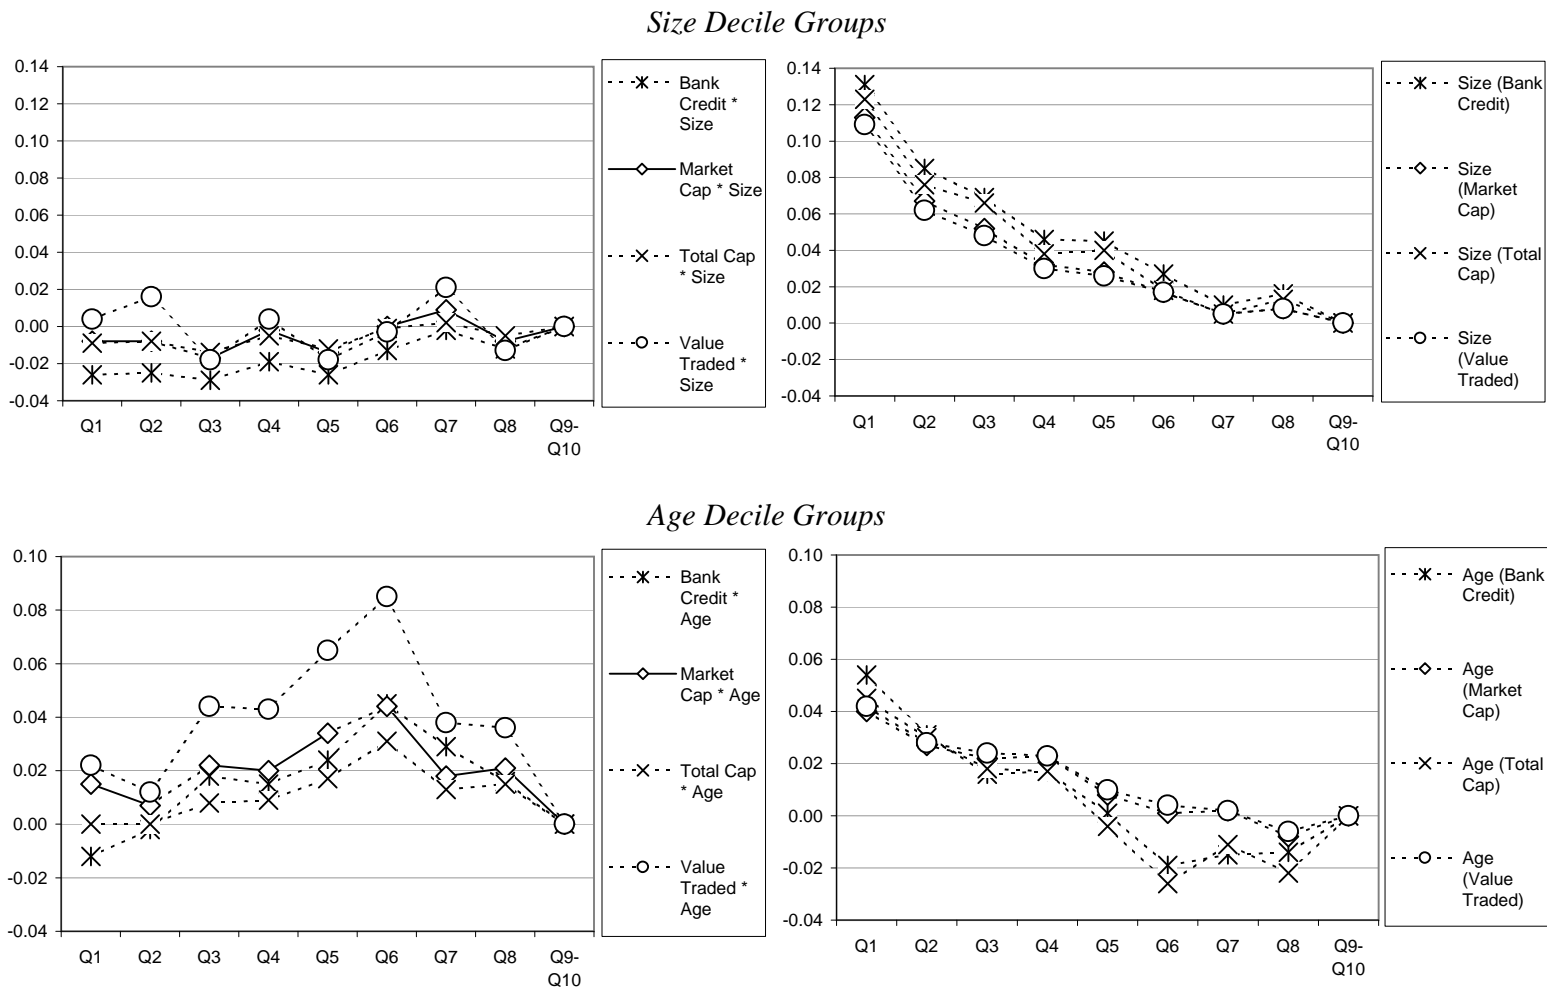 Size Decile Groups
0.14
0.12
0.10
0.08
0.06
0.04
0.02
0.00
-0.02
-0.04
Q1 Q2 Q3 Q4 Q5 Q6 Q7 Q8 Q9-
Q10
Bank
Credit *
Size
Market
Cap * Size
Total Cap
* Size
Value
Traded *
Size
0.14
0.12
0.10
0.08
0.06
0.04
0.02
0.00
-0.02
-0.04
Q1 Q2 Q3 Q4 Q5 Q6 Q7 Q8 Q9-
Q10
Size (Bank
Credit)
Size
(Market
Cap)
Size (Total
Cap)
Size
(Value
Traded)
Age Decile Groups
0.10
0.08
0.06
0.04
0.02
0.00
-0.02
-0.04
Q1 Q2 Q3 Q4 Q5 Q6 Q7 Q8 Q9-
Q10
Bank
Credit *
Age
Market
Cap * Age
Total Cap
* Age
Value
Traded *
Age
0.10
0.08
0.06
0.04
0.02
0.00
-0.02
-0.04
Q1 Q2 Q3 Q4 Q5 Q6 Q7 Q8 Q9-
Q10
Age (Bank
Credit)
Age
(Market
Cap)
Age (Total
Cap)
Age
(Value
Traded)